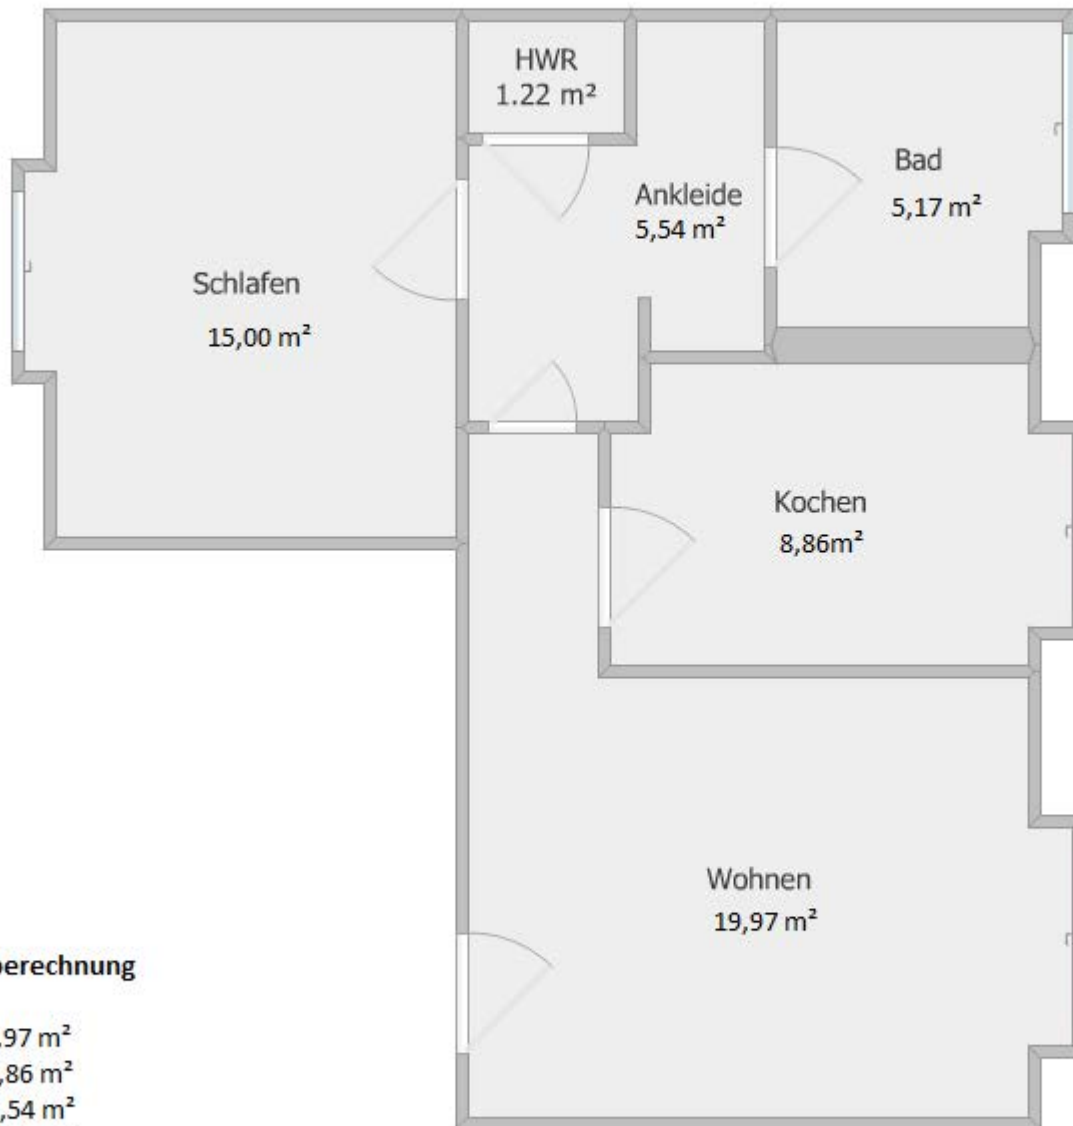 HWR
1.22 m²
Ankleide
5,54 m²
Bad
5,17 m²
Schlafen
15,00 m²
Kochen
8,86m²
Wohnen
19,97 m²
berechnung
,97 m²
,86 m²
,54 m²